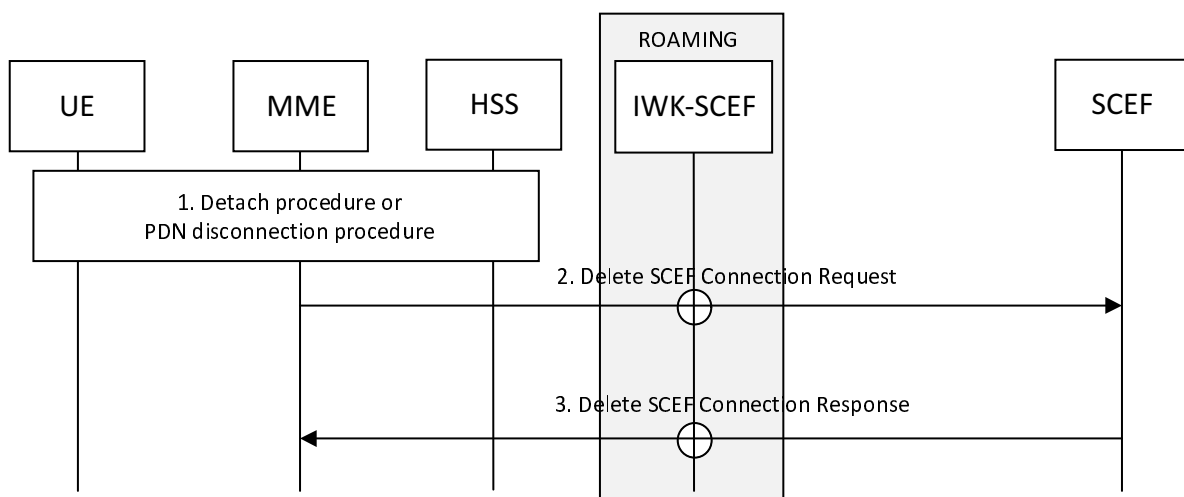 ROAMING
UE
MME
HSS
IWK-SCEF
SCEF
1. Detach procedure or
PDN disconnection procedure
2. Delete SCEF Connection Request
3. Delete SCEF Connection Response